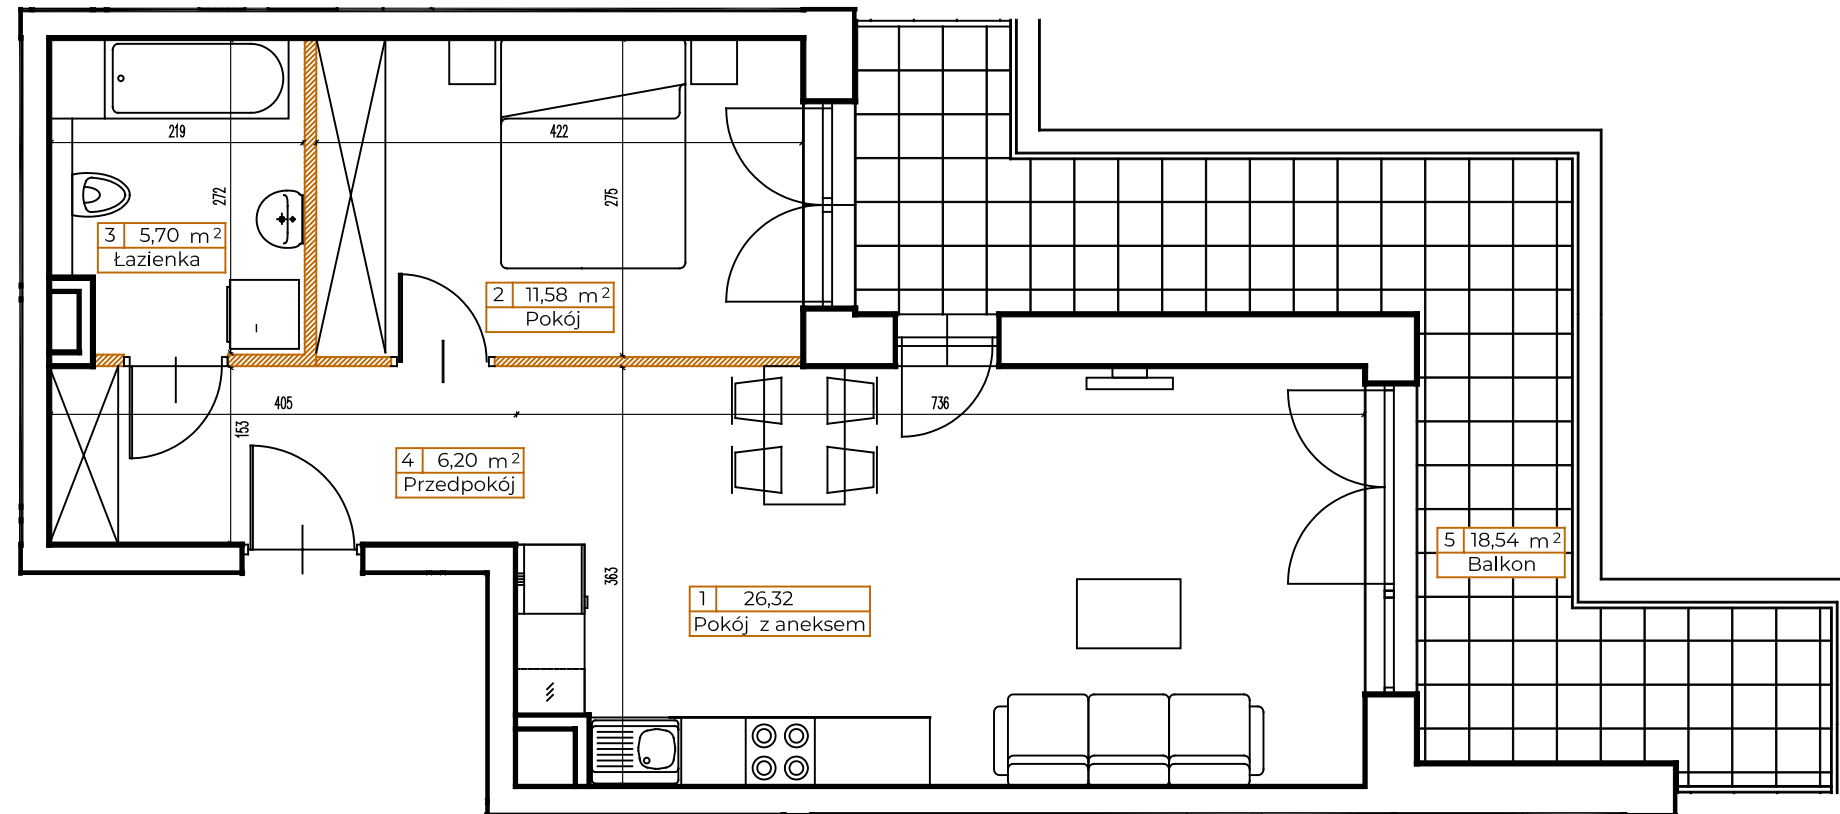 219
422
272
275
3 5,70 m²
Łazienka
2 11,58 m²
Pokój
405
736
153
4 6,20 m²
Przedpokój
5 18,54 m²
Balkon
363
1 26,32
Pokój z aneksem